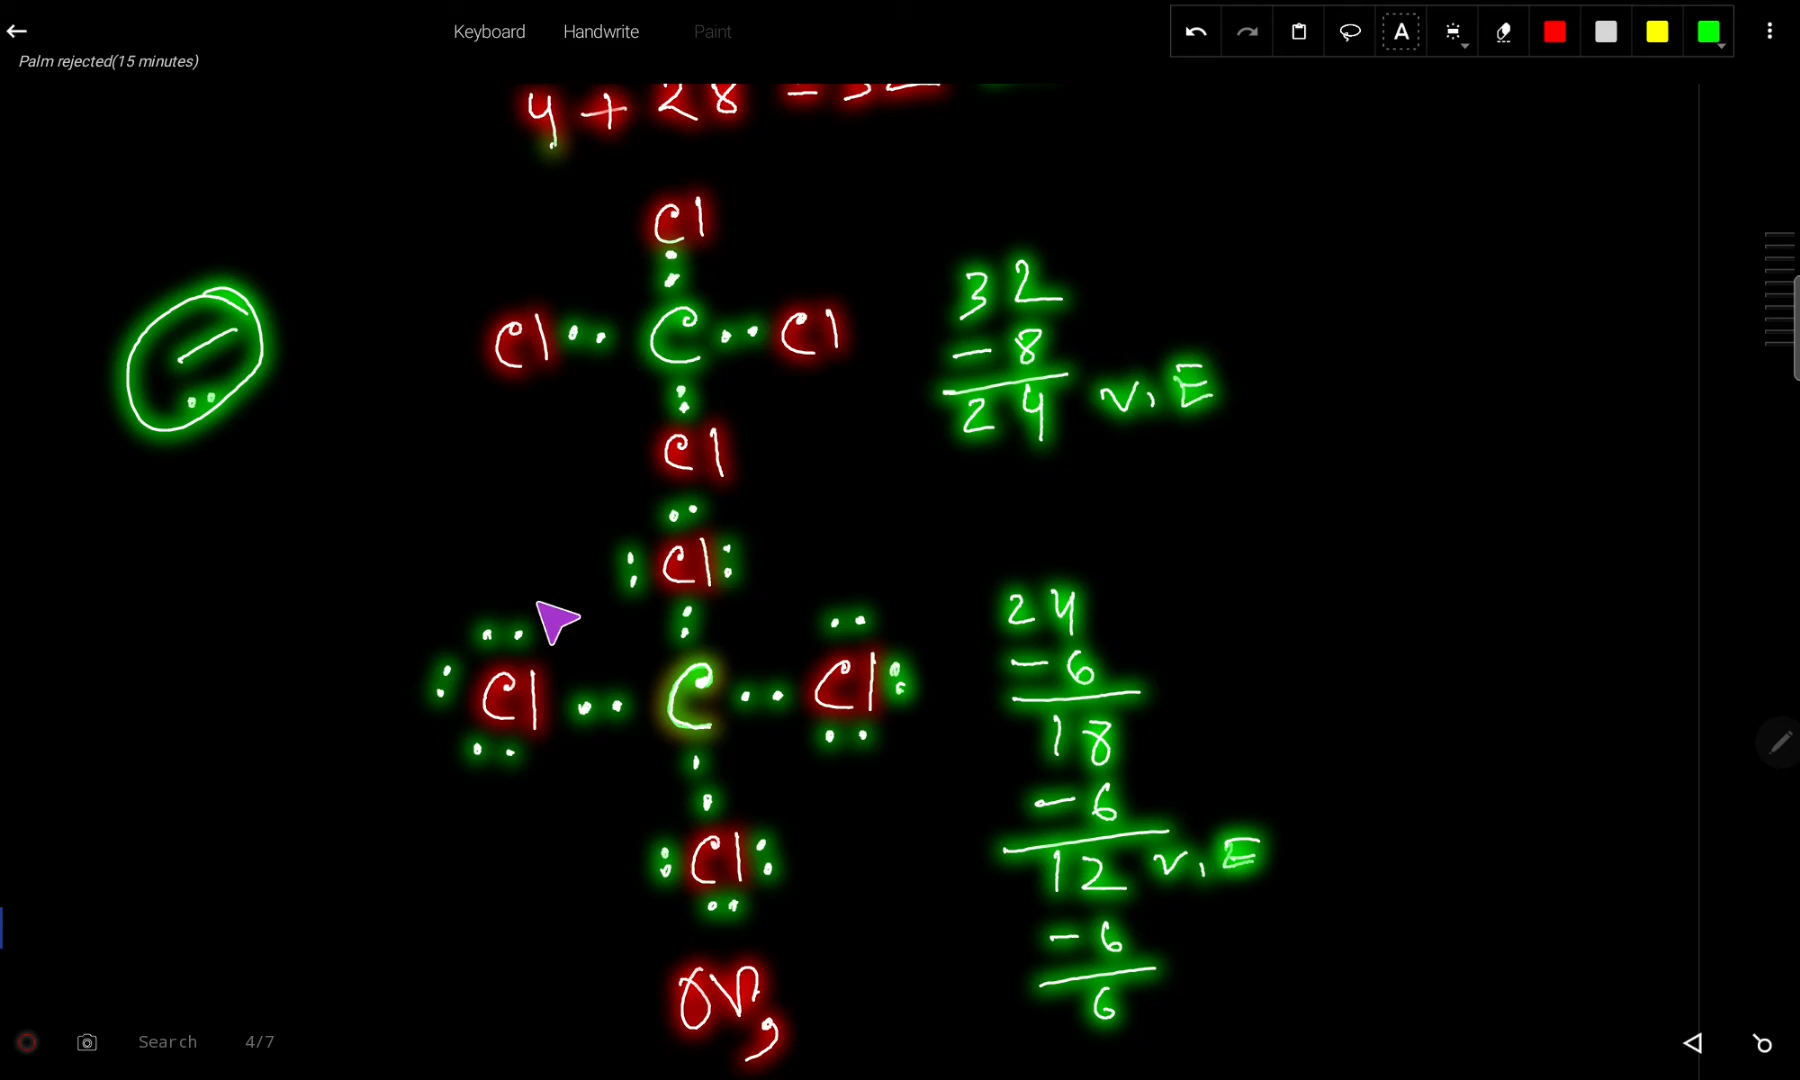 Keyboard Handwrite Paint
A
Palm rejected(15 minutes)
4 + 28 = 32
Cl
Cl •• C •• Cl
Cl
32
- 8
24 v, E
Cl
Cl •• C •• Cl
Cl
or,
24
- 6
18
- 6
12 v, E
- 6
6
Search 4/7